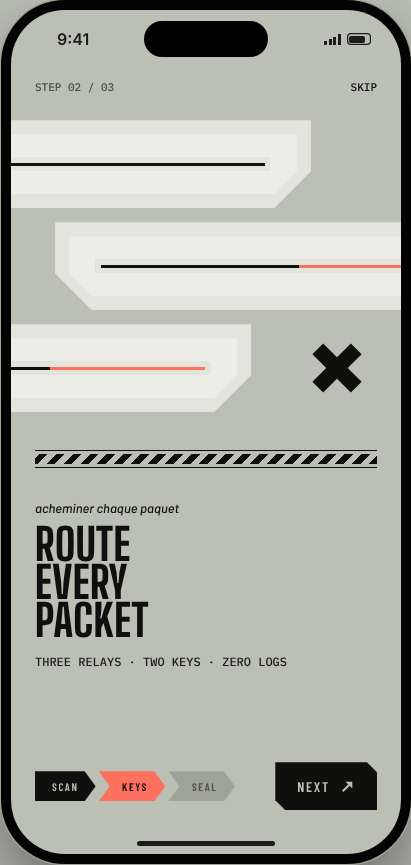 9:41
STEP 02 / 03
SKIP
acheminer chaque paquet
ROUTE
EVERY
PACKET
THREE RELAYS · TWO KEYS · ZERO LOGS
SCAN
KEYS
SEAL
NEXT ↗